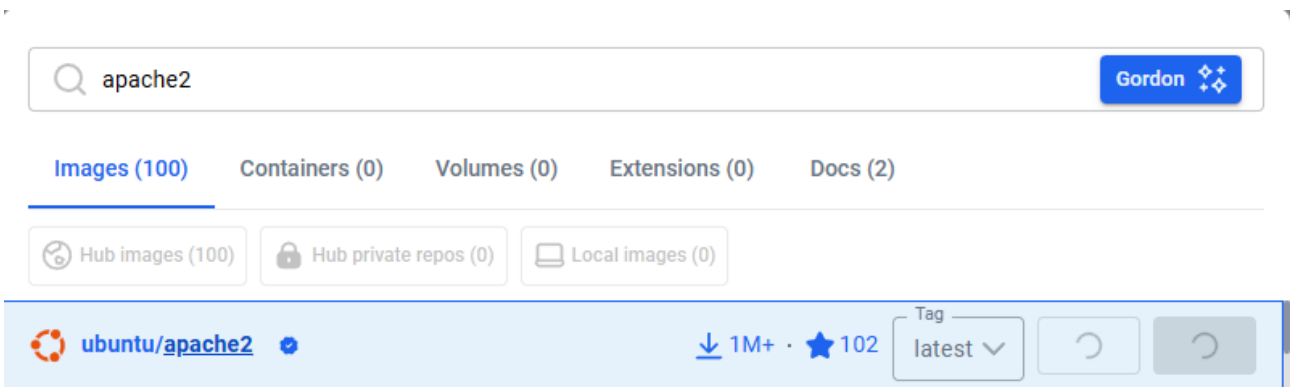 apache2 Gordon
Images (100) Containers (0) Volumes (0) Extensions (0) Docs (2)
Hub images (100) Hub private repos (0) Local images (0)
ubuntu/apache2 1M+ · 102 Tag latest